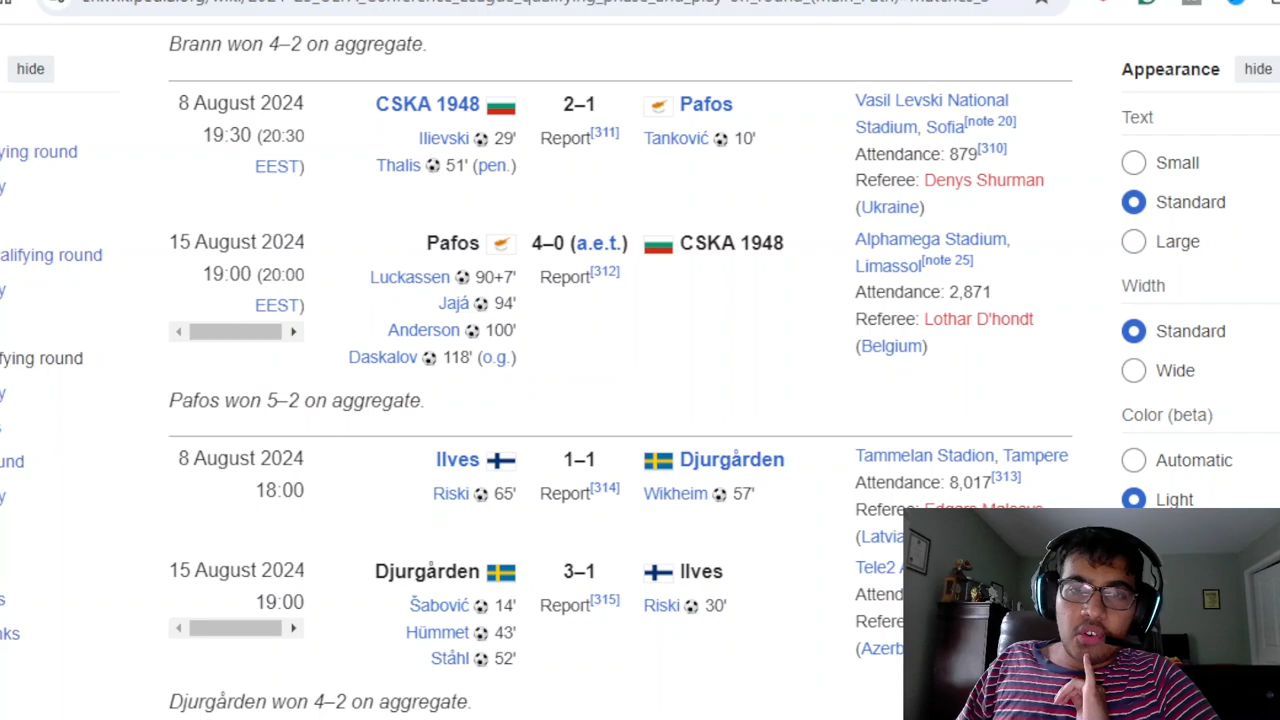 Brann won 4–2 on aggregate.
hide
Appearance hide
8 August 2024 CSKA 1948 2–1 Pafos Vasil Levski National
Text
19:30 (20:30 Ilievski 29' Report[311] Tanković 10' Stadium, Sofia[note 20]
ying round Attendance: 879[310] Small
EEST) Thalis 51' (pen.)
Referee: Denys Shurman
y Standard
(Ukraine)
15 August 2024 Pafos 4–0 (a.e.t.) CSKA 1948 Alphamega Stadium, Large
alifying round Limassol[note 25]
19:00 (20:00 Luckassen 90+7' Report[312]
y Attendance: 2,871 Width
EEST) Jajá 94'
Referee: Lothar D'hondt
Anderson 100' Standard
fying round (Belgium)
Daskalov 118' (o.g.)
Wide
Pafos won 5–2 on aggregate.
y Color (beta)
8 August 2024 Ilves 1–1 Djurgården Tammelan Stadion, Tampere Automatic
und Attendance: 8,017[313]
18:00 Riski 65' Report[314] Wikheim 57' Light
y
(Latvia
15 August 2024 Djurgården 3–1 Ilves Tele2 A
s 19:00 Šabović 14' Report[315] Riski 30' Attend
nks Hümmet 43' Refere
Ståhl 52' (Azerb
Djurgården won 4–2 on aggregate.